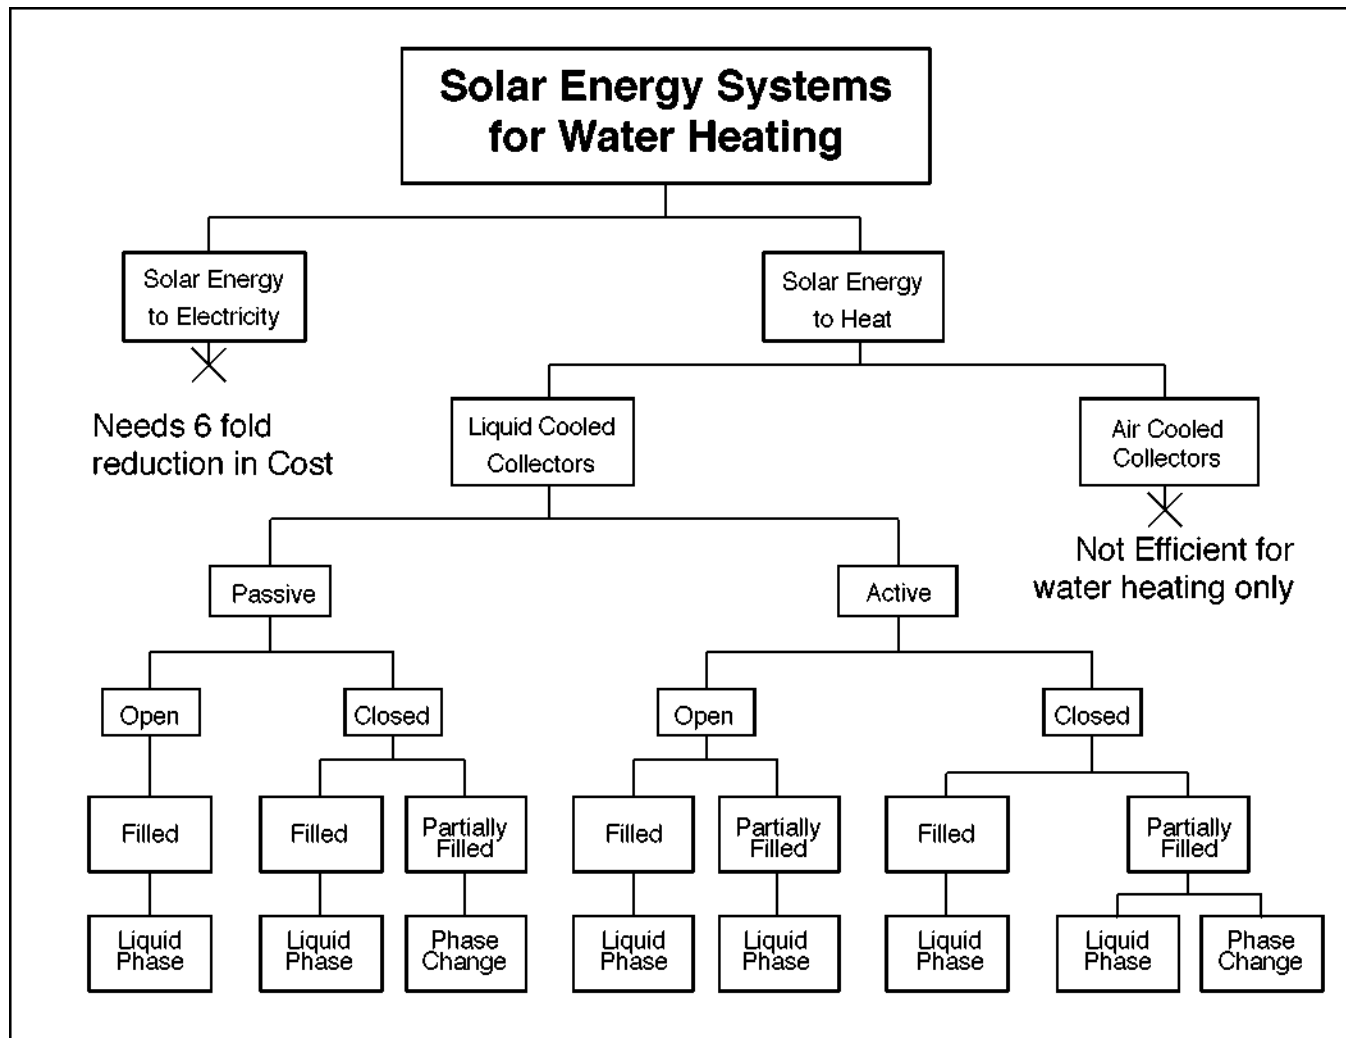 Solar Energy Systems
for Water Heating
Solar Energy
to Electricity
Solar Energy
to Heat
Needs 6 fold
reduction in Cost
Liquid Cooled
Collectors
Air Cooled
Collectors
Not Efficient for
water heating only
Passive
Active
Open
Closed
Open
Closed
Filled
Filled
Partially
Filled
Filled
Partially
Filled
Filled
Partially
Filled
Liquid
Phase
Liquid
Phase
Phase
Change
Liquid
Phase
Liquid
Phase
Liquid
Phase
Liquid
Phase
Phase
Change